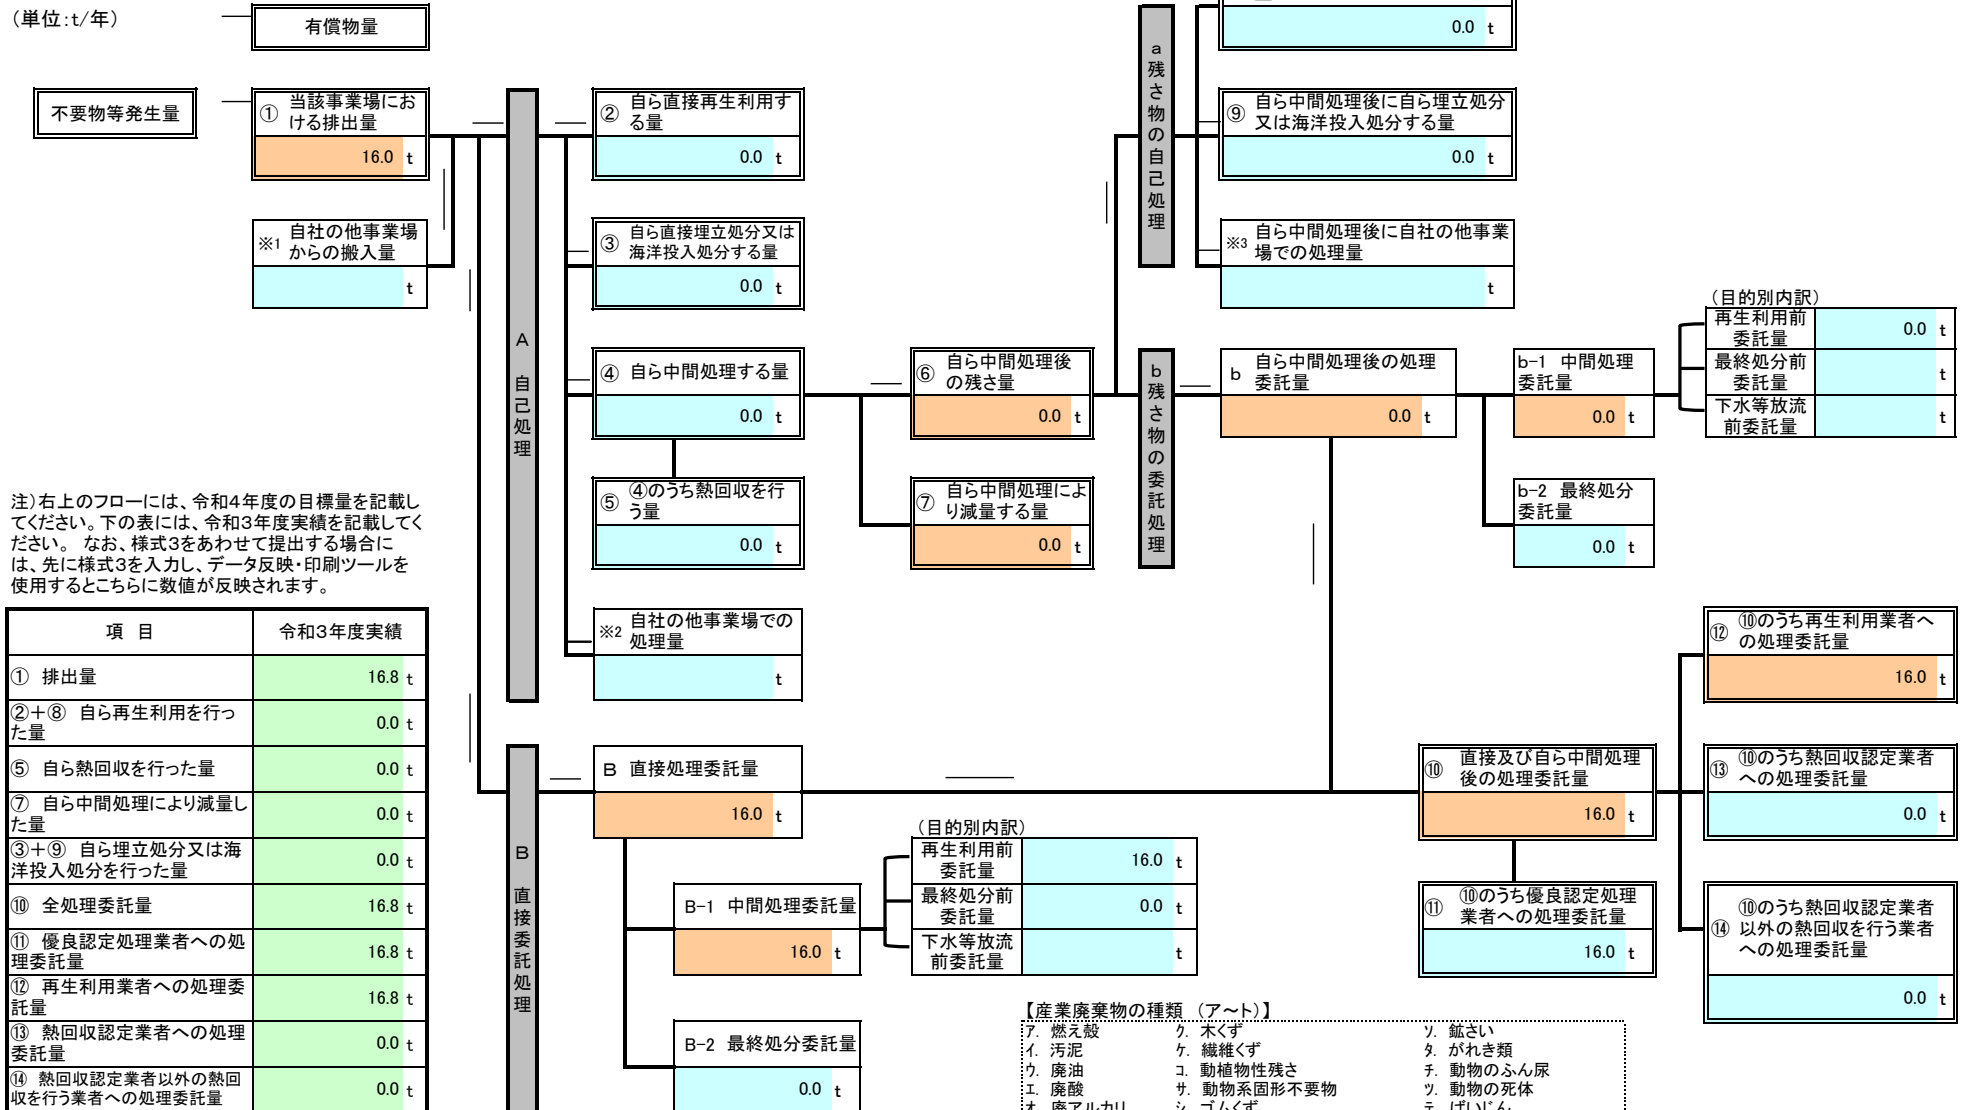 （単位：t/年）
有償物量
0.0 t
不要物等発生量
① 当該事業場にお
ける排出量
16.0 t
※1 自社の他事業場
からの搬入量
t
A 自己処理
② 自ら直接再生利用す
る量
0.0 t
③ 自ら直接埋立処分又は
海洋投入処分する量
0.0 t
④ 自ら中間処理する量
0.0 t
⑤ ④のうち熱回収を行
う量
0.0 t
※2 自社の他事業場での
処理量
t
⑥ 自ら中間処理後
の残さ量
0.0 t
⑦ 自ら中間処理によ
り減量する量
0.0 t
a 残さ物の自己処理
⑨ 自ら中間処理後に自ら埋立処分
又は海洋投入処分する量
0.0 t
※3 自ら中間処理後に自社の他事業
場での処理量
t
b 残さ物の委託処理
b 自ら中間処理後の処理
委託量
0.0 t
b-1 中間処理
委託量
0.0 t
b-2 最終処分
委託量
0.0 t
（目的別内訳）
再生利用前
委託量
0.0 t
最終処分前
委託量
t
下水等放流
前委託量
t
注）右上のフローには、令和４年度の目標量を記載し
てください。下の表には、令和３年度実績を記載してく
ださい。 なお、様式３をあわせて提出する場合に
は、先に様式３を入力し、データ反映・印刷ツールを
使用するとこちらに数値が反映されます。
項 目 令和３年度実績
① 排出量 16.8 t
②＋⑧ 自ら再生利用を行っ
た量
0.0 t
⑤ 自ら熱回収を行った量 0.0 t
⑦ 自ら中間処理により減量し
た量
0.0 t
③＋⑨ 自ら埋立処分又は海
洋投入処分を行った量
0.0 t
⑩ 全処理委託量 16.8 t
⑪ 優良認定処理業者への処
理委託量
16.8 t
⑫ 再生利用業者への処理委
託量
16.8 t
⑬ 熱回収認定業者への処理
委託量
0.0 t
⑭ 熱回収認定業者以外の熱回
収を行う業者への処理委託量
0.0 t
B 直接委託処理
B 直接処理委託量
16.0 t
B-1 中間処理委託量
16.0 t
B-2 最終処分委託量
0.0 t
（目的別内訳）
再生利用前
委託量
16.0 t
最終処分前
委託量
0.0 t
下水等放流
前委託量
t
⑩ 直接及び自ら中間処理
後の処理委託量
16.0 t
⑪ ⑩のうち優良認定処理
業者への処理委託量
16.0 t
⑫ ⑩のうち再生利用業者へ
の処理委託量
16.0 t
⑬ ⑩のうち熱回収認定業者
への処理委託量
0.0 t
⑭ ⑩のうち熱回収認定業者
以外の熱回収を行う業者
への処理委託量
0.0 t
【産業廃棄物の種類 （ア～ト）】
ア. 燃え殻 ク. 木くず ソ. 鉱さい
イ. 汚泥 ケ. 繊維くず タ. がれき類
ウ. 廃油 コ. 動植物性残さ チ. 動物のふん尿
エ. 廃酸 サ. 動物系固形不要物 ツ. 動物の死体
オ. 廃アルカリ シ. ゴムくず テ. ばいじん